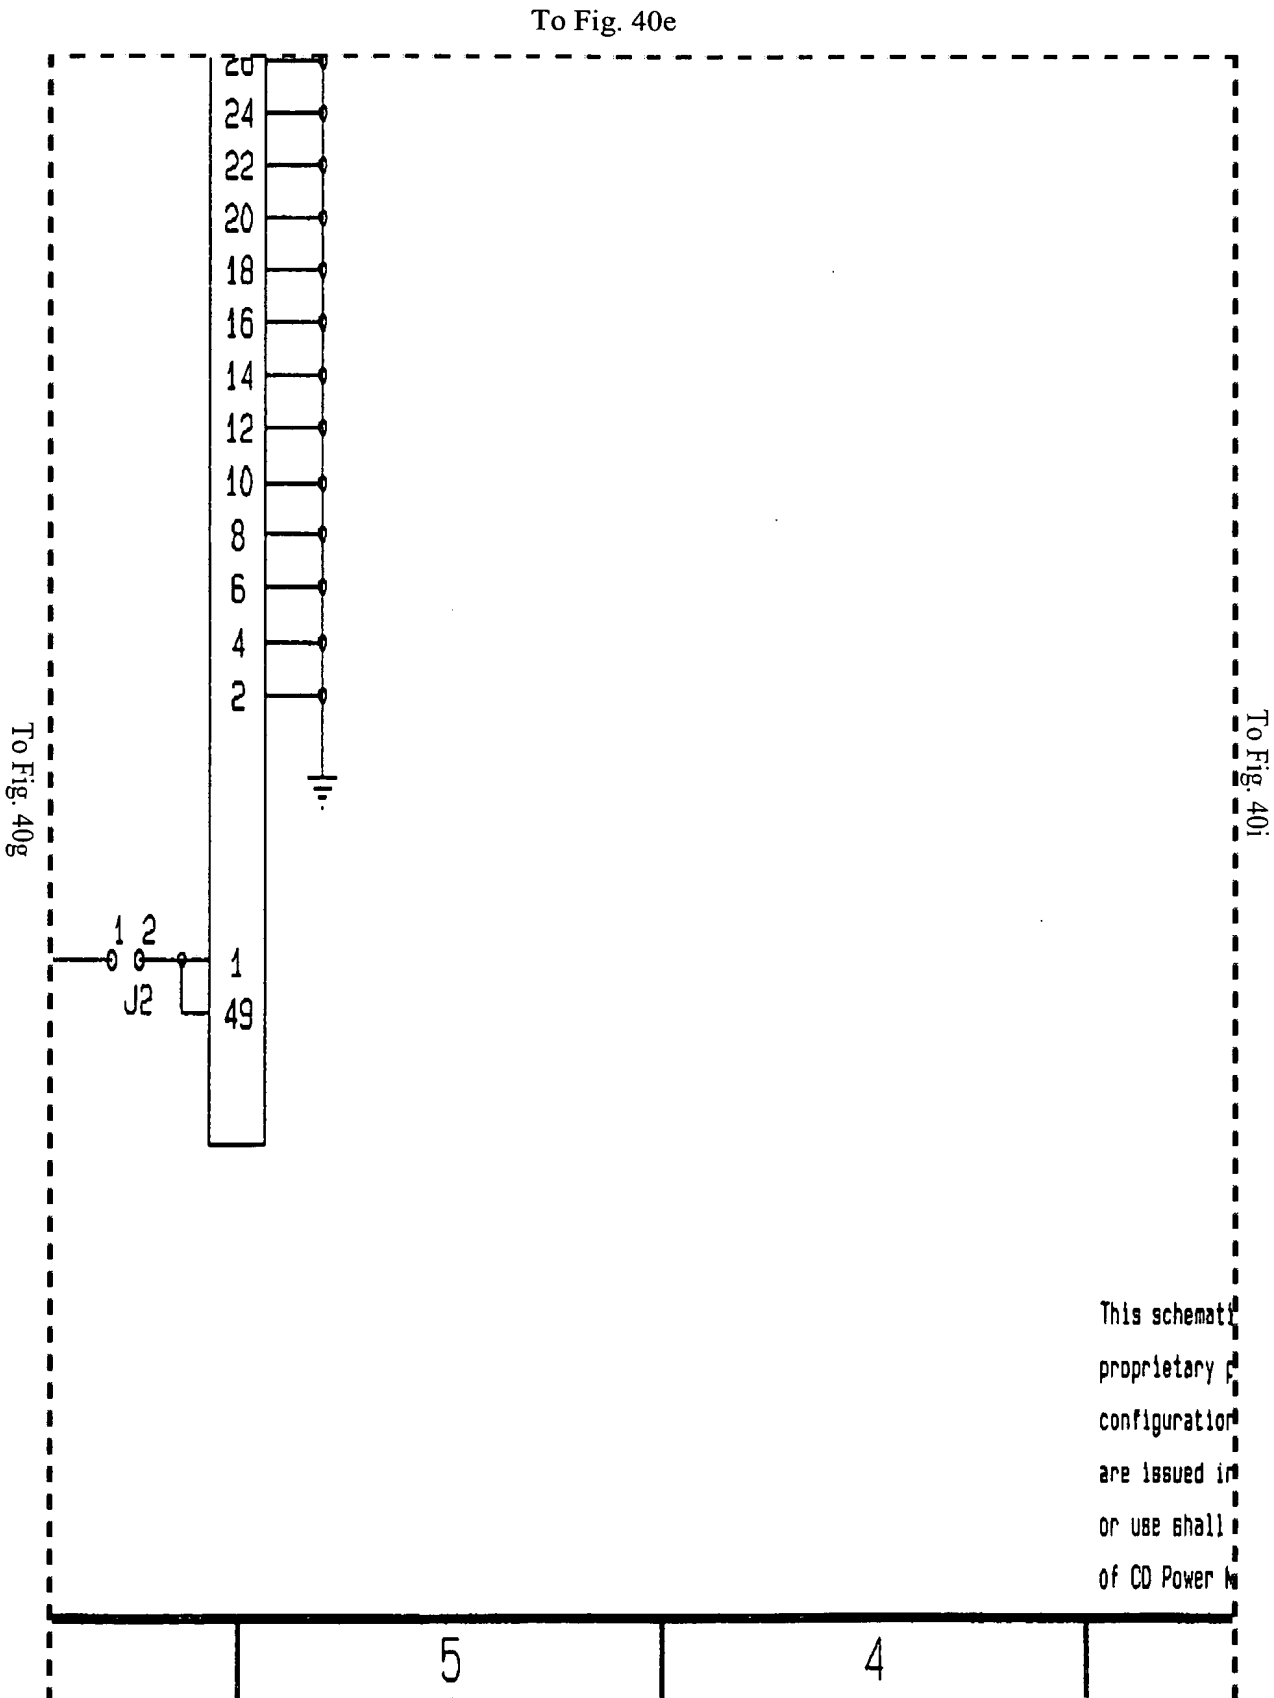 To Fig. 40e
26
24
22
20
18
16
14
12
10
8
6
4
2
To Fig. 40g
To Fig. 40i
1 2
1
J2
49
This schemati
proprietary p
configuration
are issued in
or use shall
of CD Power M
5
4